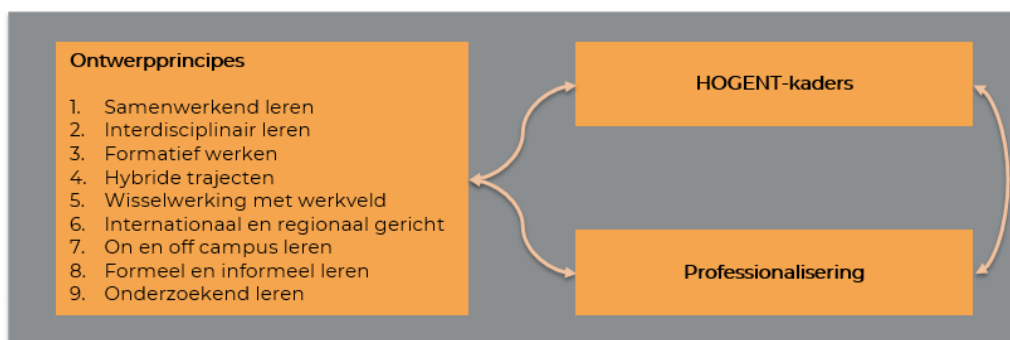 Ontwerpprincipes
1. Samenwerkend leren
2. Interdisciplinair leren
3. Formatief werken
4. Hybride trajecten
5. Wisselwerking met werkveld
6. Internationaal en regionaal gericht
7. On en off campus leren
8. Formeel en informeel leren
9. Onderzoekend leren
HOGENT-kaders
Professionalisering